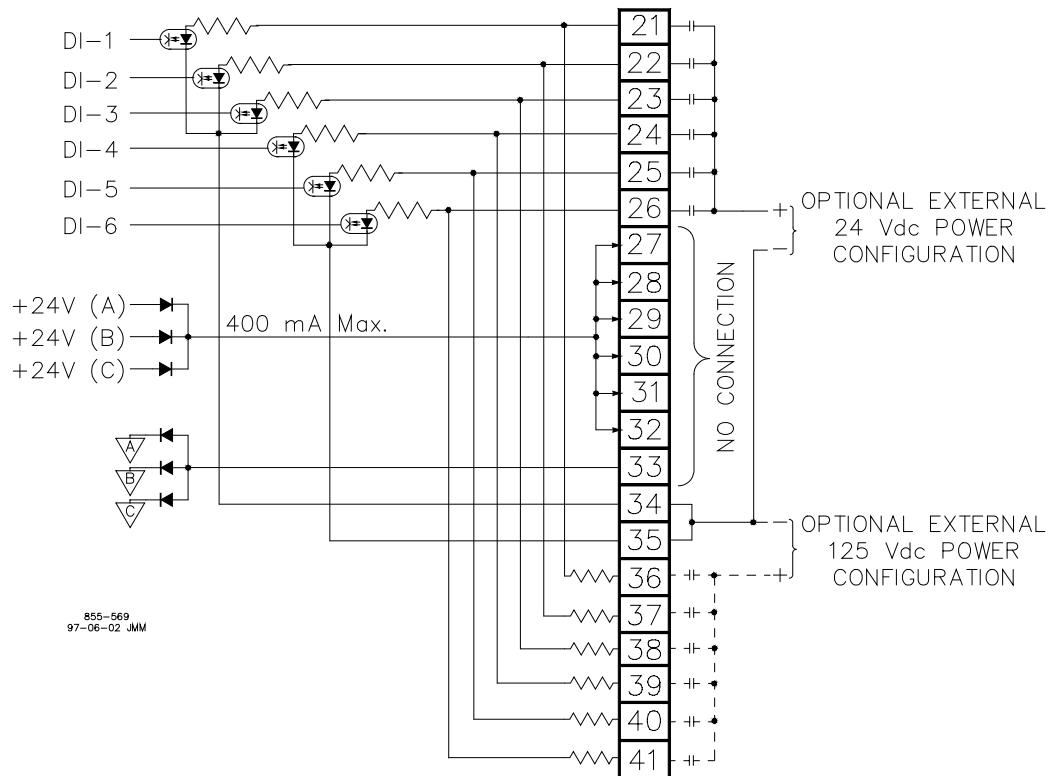 DI-1
DI-2
DI-3
DI-4
DI-5
DI-6
+24V (A)
+24V (B)
+24V (C)
400 mA Max.
A
B
C
21
22
23
24
25
26
27
28
29
30
31
32
33
34
35
36
37
38
39
40
41
NO CONNECTION
+
-
OPTIONAL EXTERNAL
24 Vdc POWER
CONFIGURATION
-
+
OPTIONAL EXTERNAL
125 Vdc POWER
CONFIGURATION
855-569
97-06-02 JMM